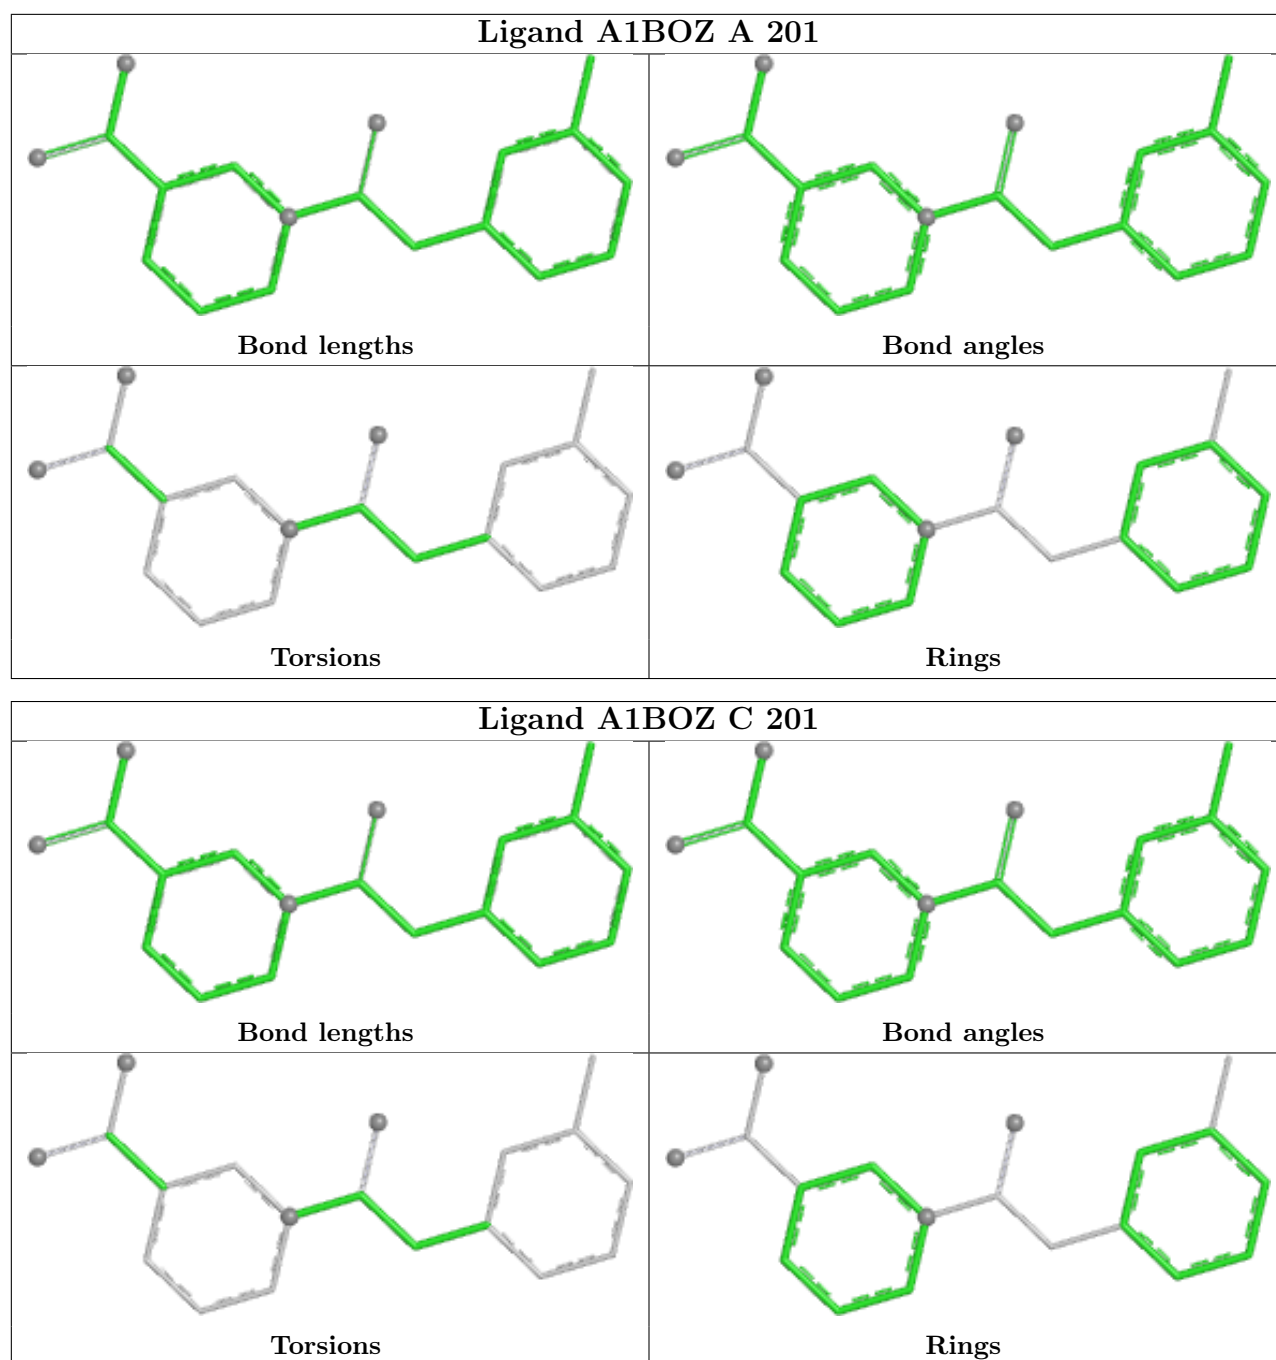 Ligand A1BOZ A 201
Bond lengths
Bond angles
Torsions
Rings
Ligand A1BOZ C 201
Bond lengths
Bond angles
Torsions
Rings